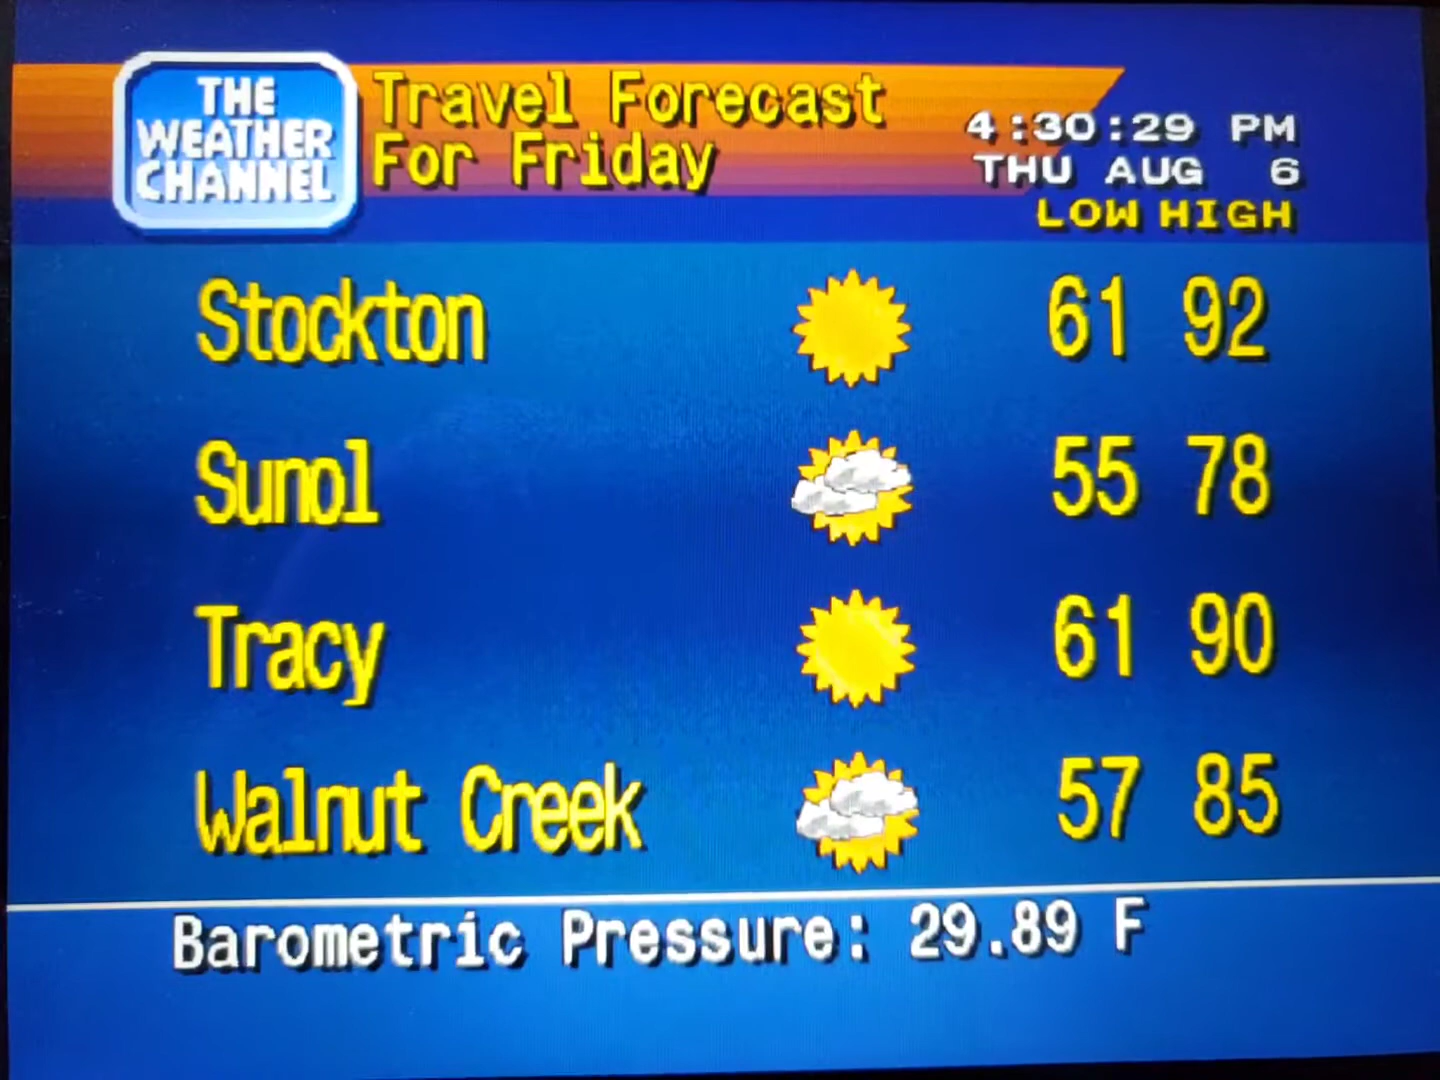 THE
WEATHER
CHANNEL
Travel Forecast
For Friday
4:30:29 PM
THU AUG 6
LOW HIGH
Stockton 61 92
Sunol 55 78
Tracy 61 90
Walnut Creek 57 85
Barometric Pressure: 29.89 F